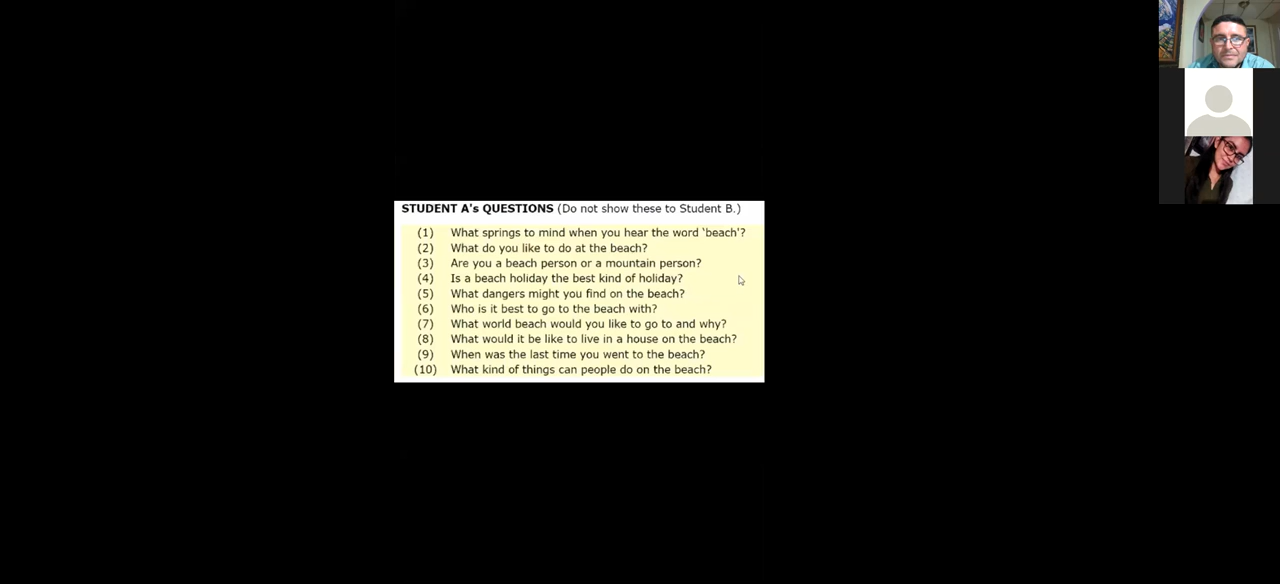 STUDENT A's QUESTIONS (Do not show these to Student B.)
(1) What springs to mind when you hear the word ‘beach’?
(2) What do you like to do at the beach?
(3) Are you a beach person or a mountain person?
(4) Is a beach holiday the best kind of holiday?
(5) What dangers might you find on the beach?
(6) Who is it best to go to the beach with?
(7) What world beach would you like to go to and why?
(8) What would it be like to live in a house on the beach?
(9) When was the last time you went to the beach?
(10) What kind of things can people do on the beach?